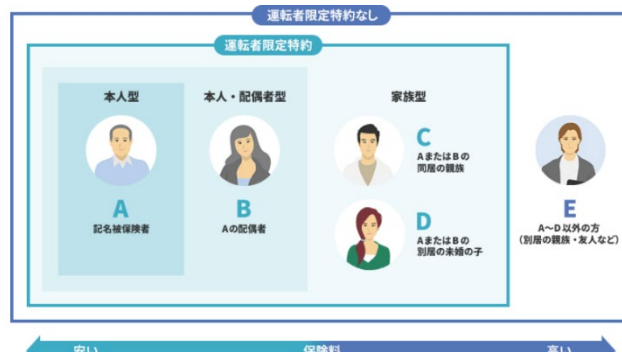 運転者限定特約なし
運転者限定特約
本人型
本人・配偶者型
家族型
A
記名被保険者
B
Aの配偶者
C
AまたはBの
同居の親族
D
AまたはBの
別居の未婚の子
E
A〜D以外の方
(別居の親族・友人など)
安い
保険料
高い